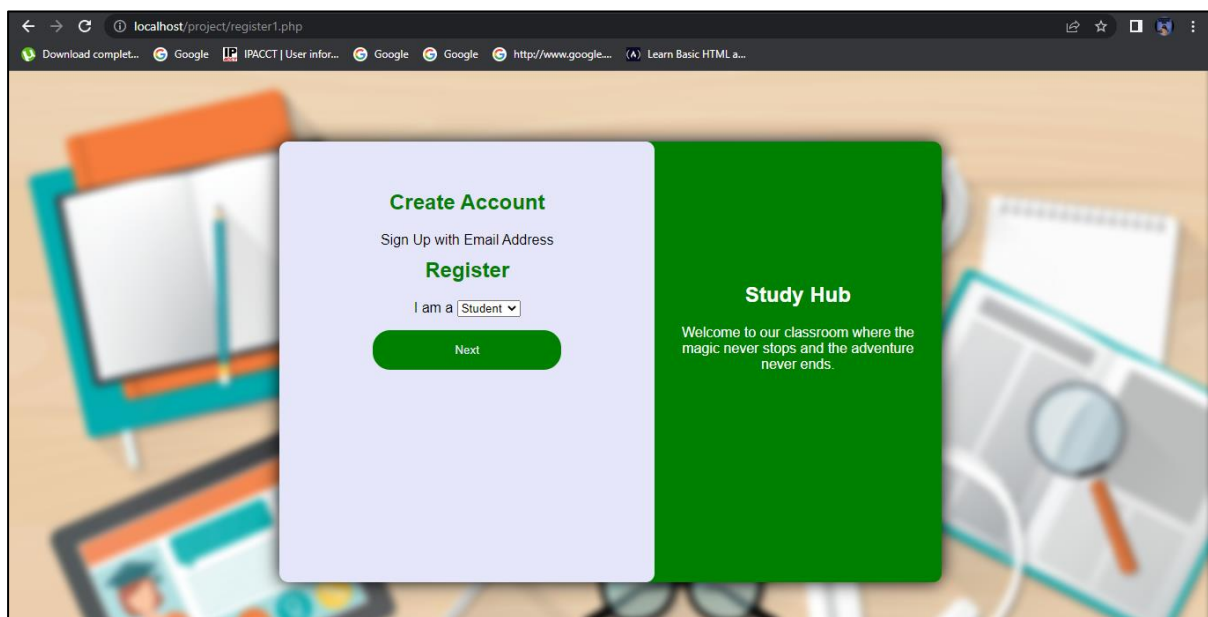 localhost/project/register1.php
Download complet... Google IPACCT | User infor... Google Google http://www.google.... Learn Basic HTML a...
Create Account
Sign Up with Email Address
Register
I am a Student
Next
Study Hub
Welcome to our classroom where the
magic never stops and the adventure
never ends.